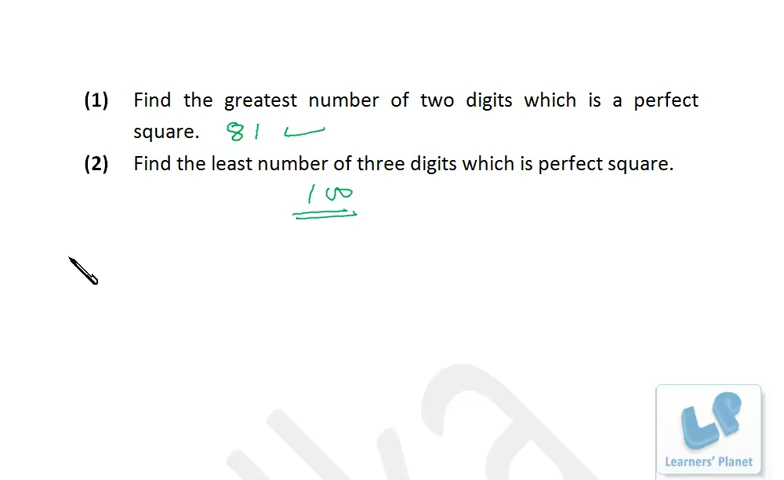 (1) Find the greatest number of two digits which is a perfect
square. 81
(2) Find the least number of three digits which is perfect square.
100
LP
Learners' Planet